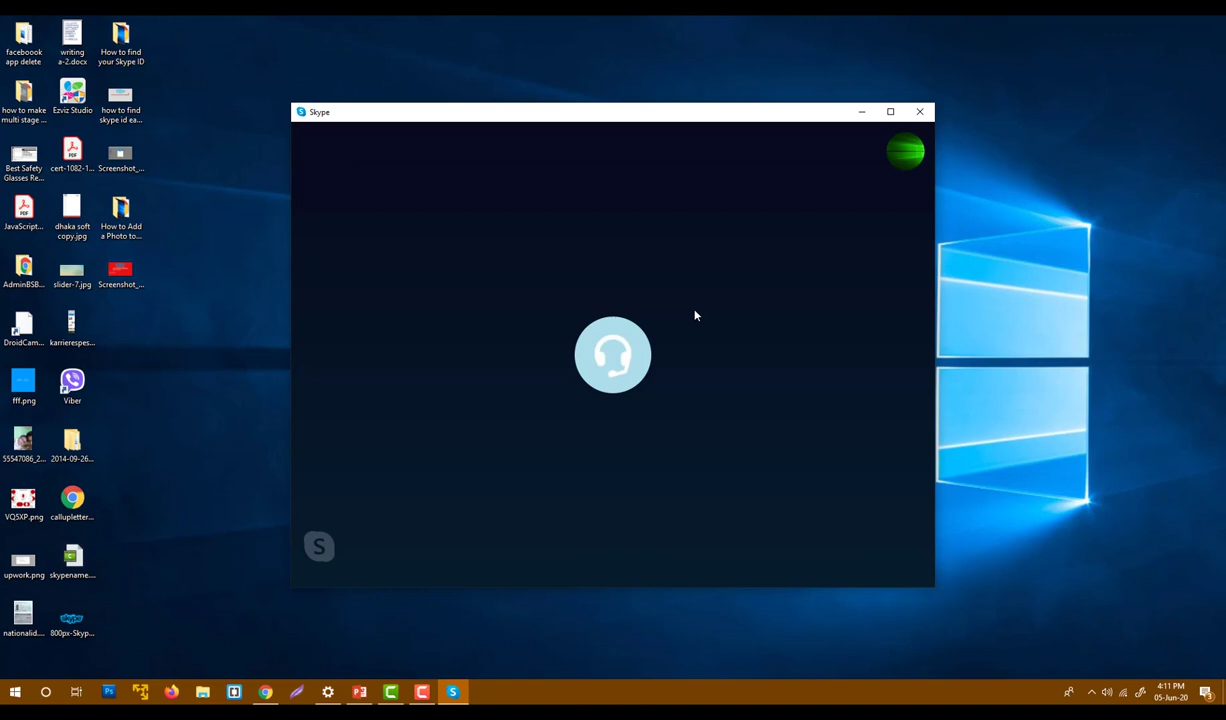 faceboook
app delete
writing
a-2.docx
How to find
your Skype ID
how to make
multi stage ...
Ezviz Studio
how to find
skype id ea...
Best Safety
Glasses Re...
cert-1082-1...
Screenshot_...
JavaScript...
dhaka soft
copy.jpg
How to Add
a Photo to...
AdminBSB...
slider-7.jpg
Screenshot_...
DroidCam...
karrierespes...
fff.png
Viber
55547086_2...
2014-09-26...
VQ5XP.png
callupletter...
upwork.png
skypename....
nationalid....
800px-Skyp...
Skype
4:11 PM
05-Jun-20